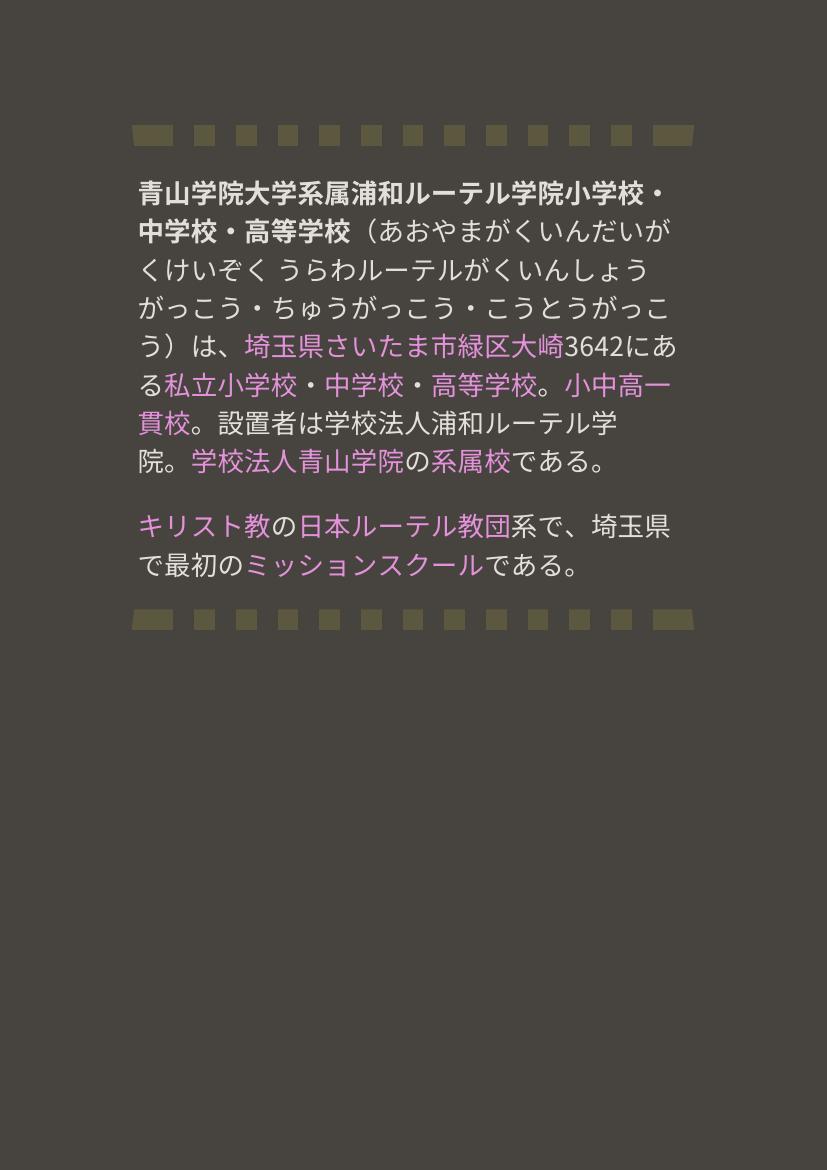 青山学院大学系属浦和ルーテル学院小学校・
中学校・高等学校（あおやまがくいんだいが
くけいぞく うらわルーテルがくいんしょう
がっこう・ちゅうがっこう・こうとうがっこ
う）は、埼玉県さいたま市緑区大崎3642にあ
る私立小学校・中学校・高等学校。小中高一
貫校。設置者は学校法人浦和ルーテル学
院。学校法人青山学院の系属校である。
キリスト教の日本ルーテル教団系で、埼玉県
で最初のミッションスクールである。